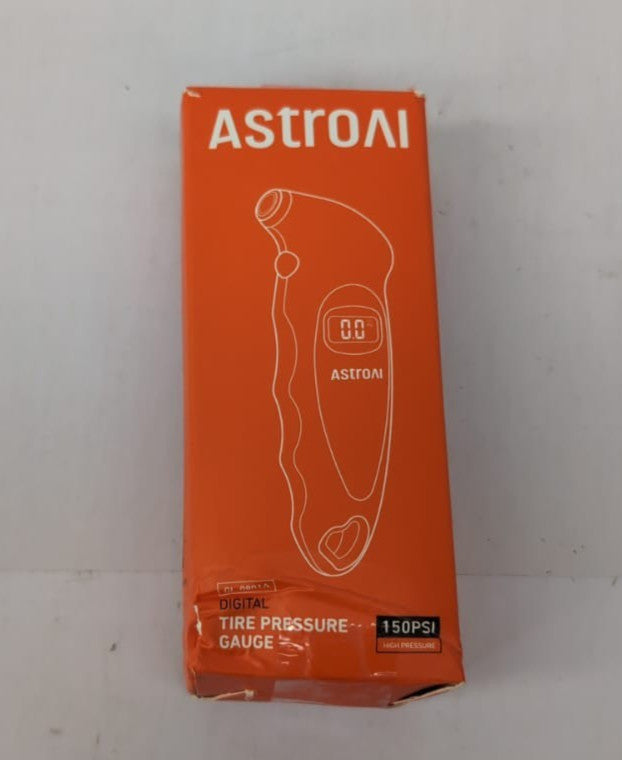 AstroAI
0.0
AstroAI
DIGITAL
TIRE PRESSURE
GAUGE
150PSI
HIGH PRESSURE